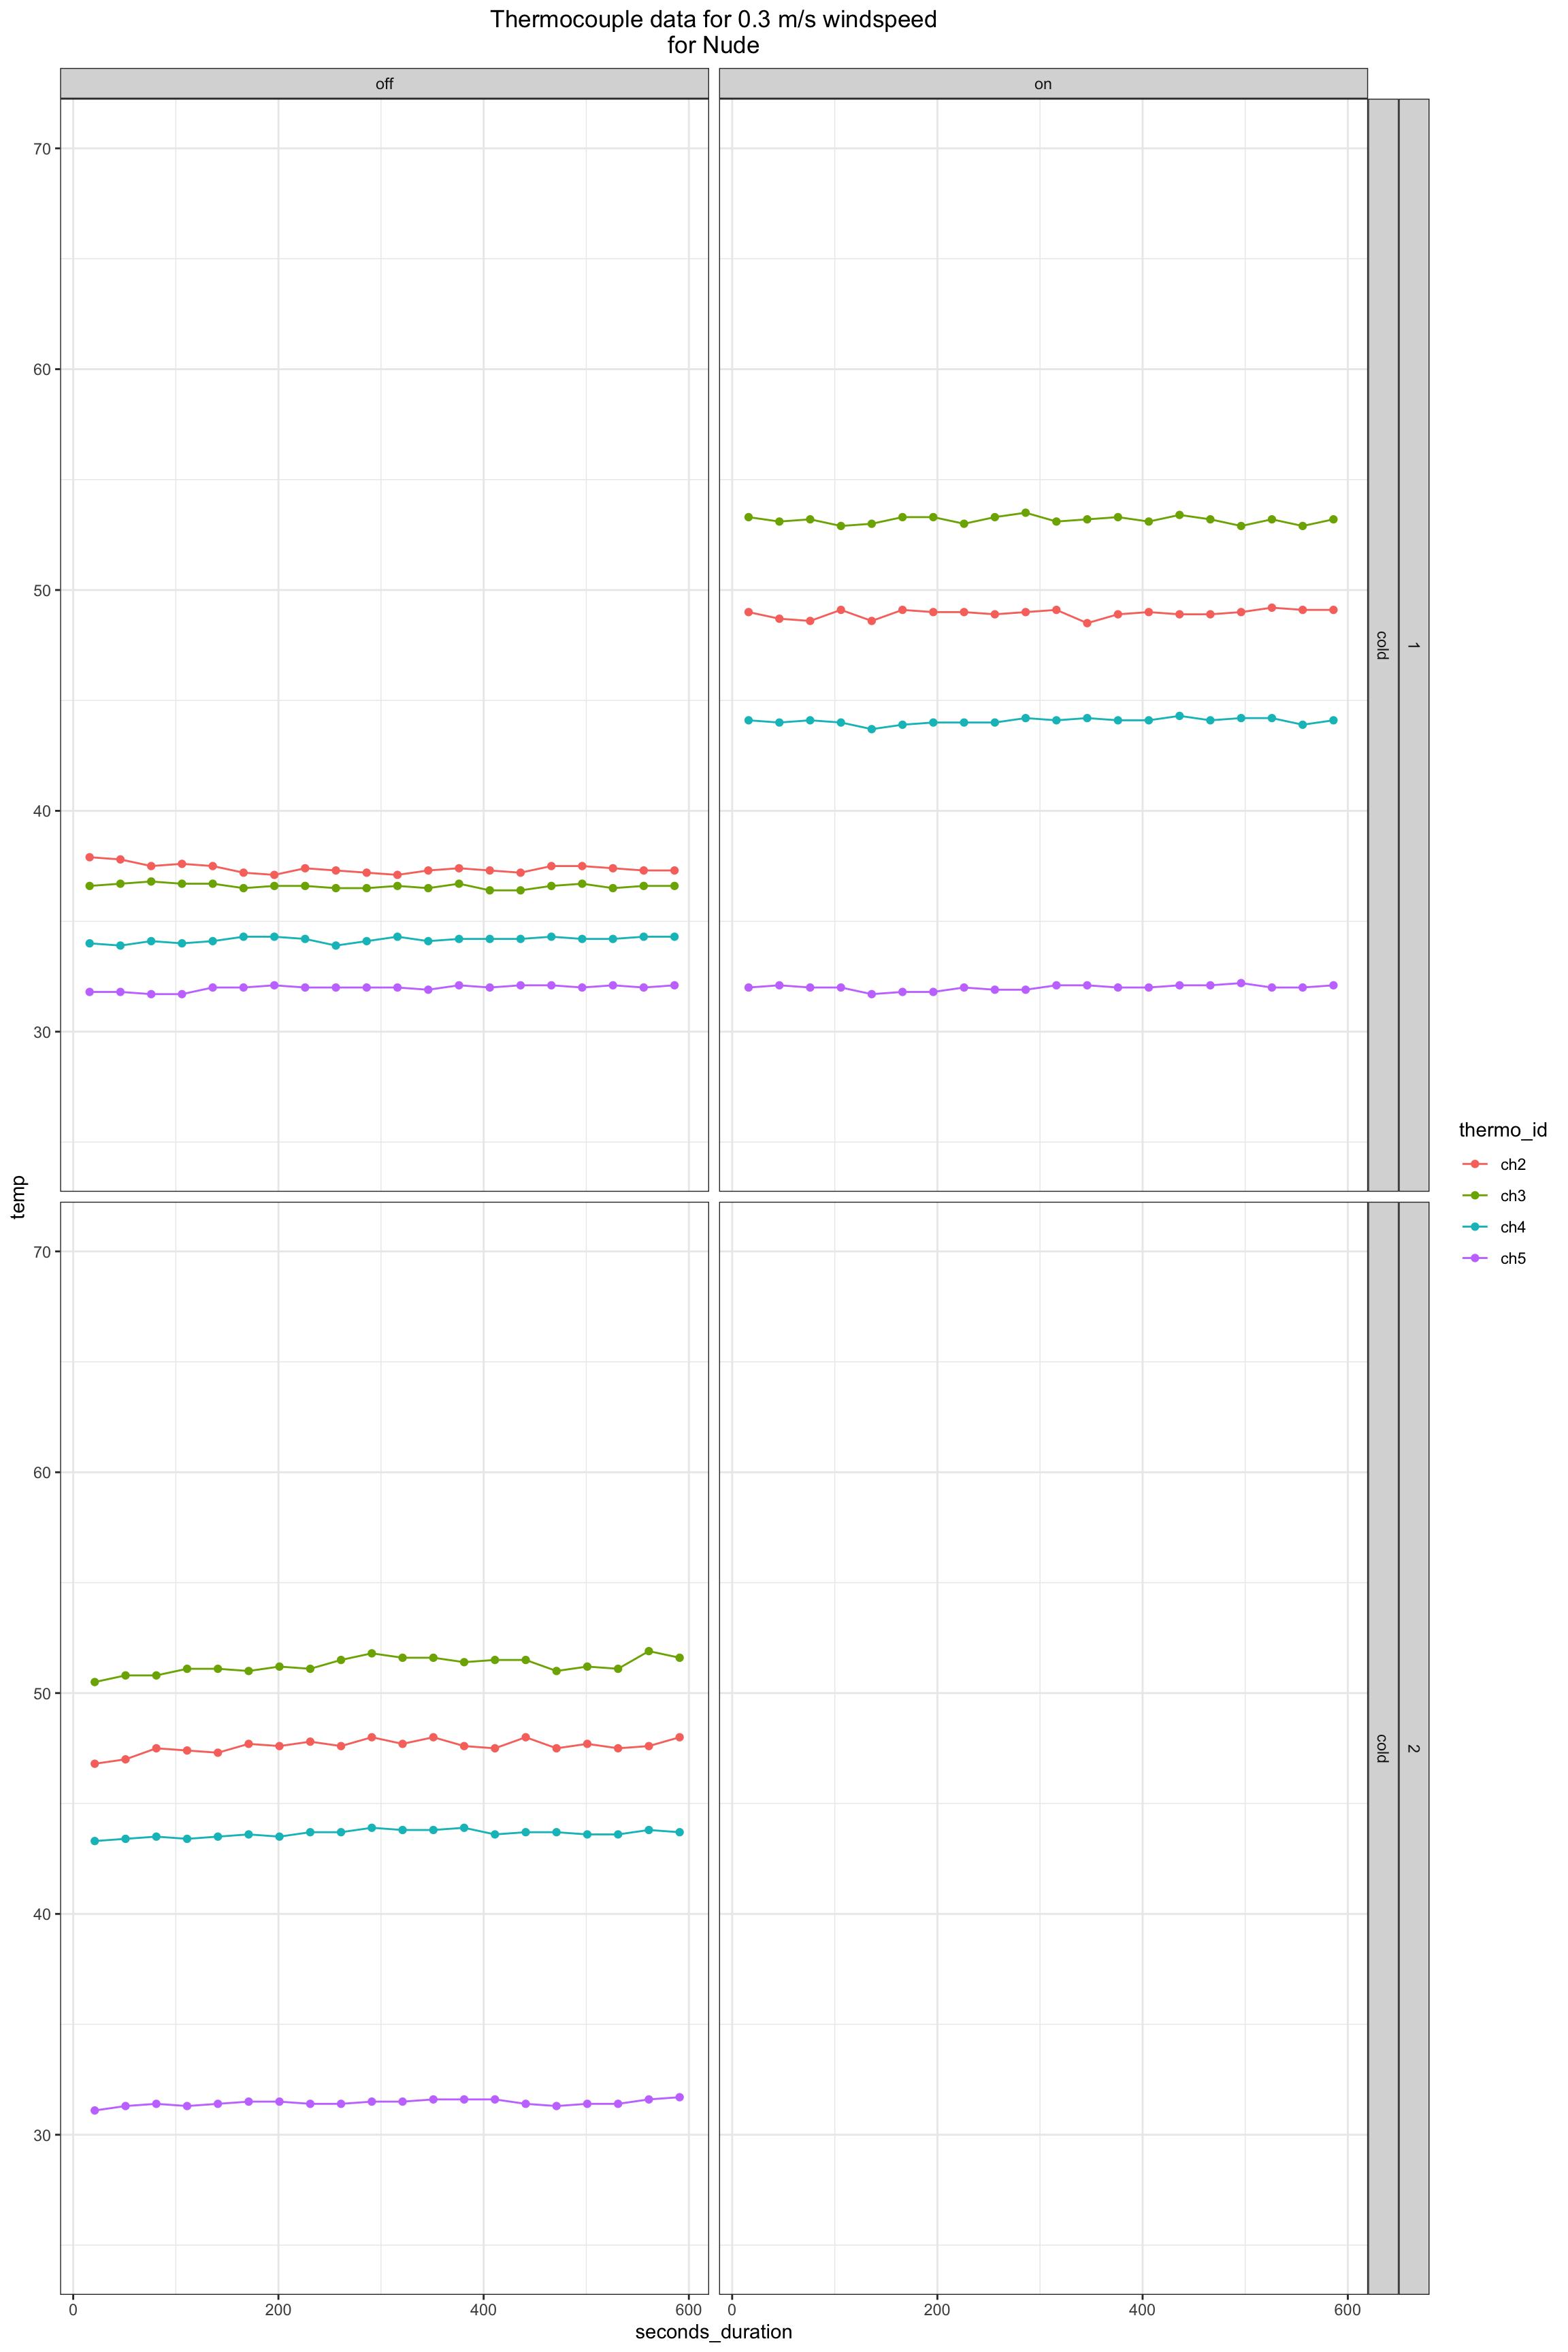 Thermocouple data for 0.3 m/s windspeed
for Nude
off
on
70
60
50
40
30
cold
1
temp
thermo_id
ch2
ch3
ch4
ch5
70
60
50
40
30
cold
2
0
200
400
600
0
200
400
600
seconds_duration